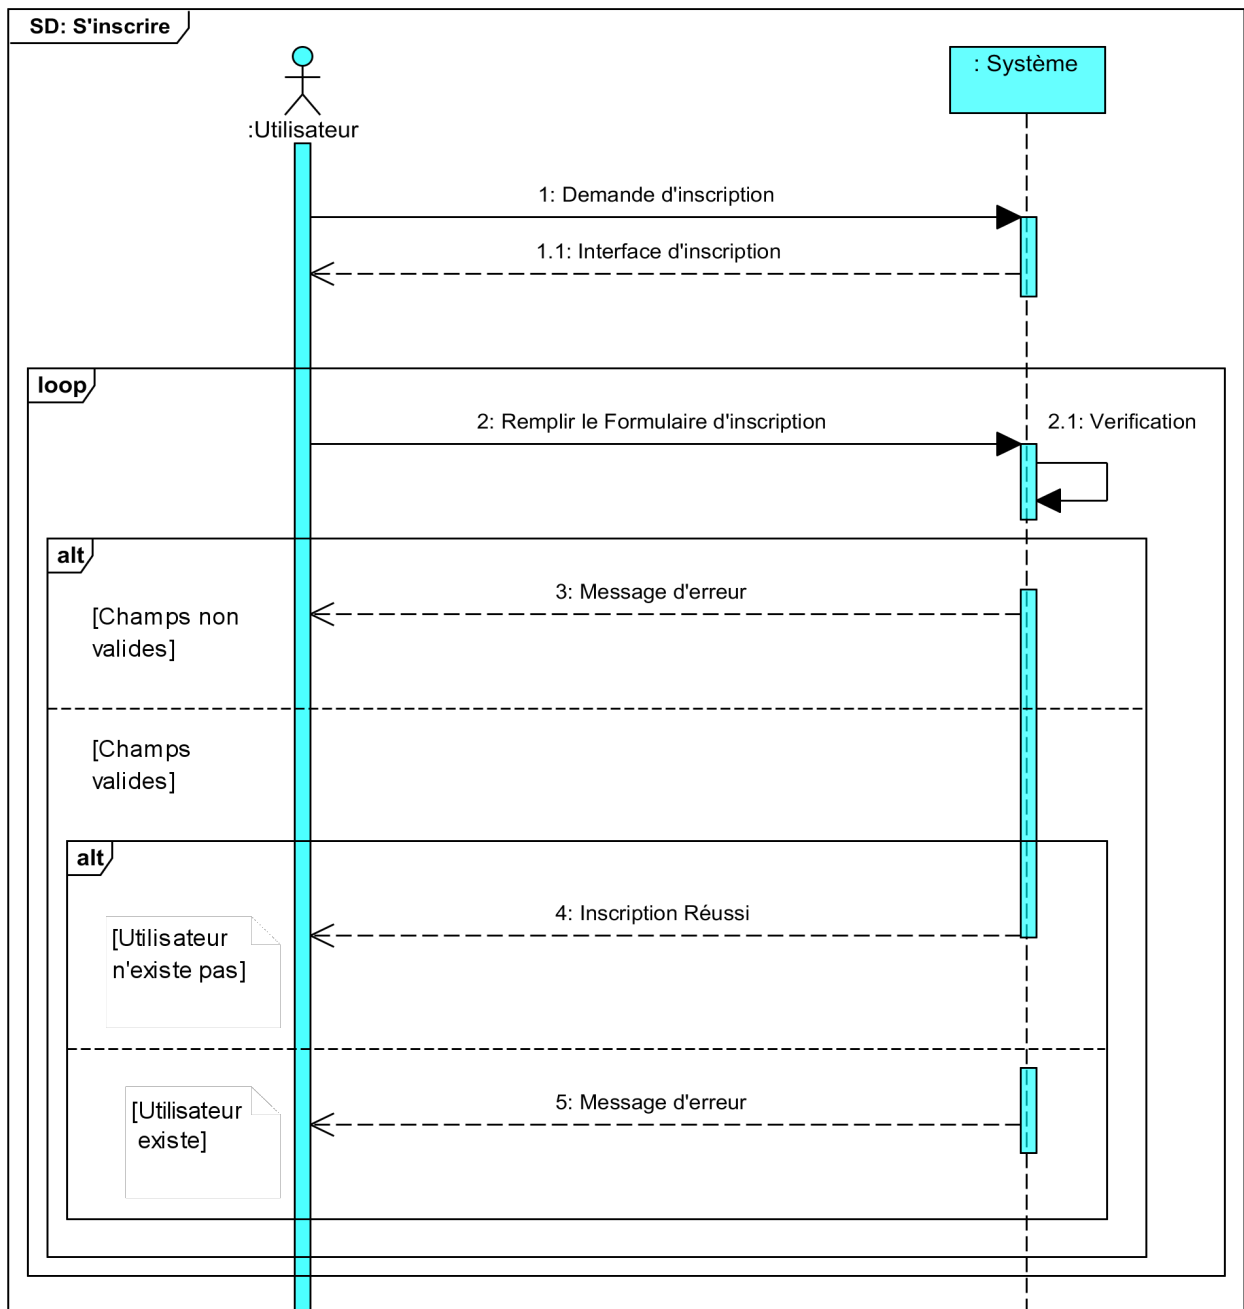 SD: S'inscrire
: Système
:Utilisateur
1: Demande d'inscription
1.1: Interface d'inscription
loop
2: Remplir le Formulaire d'inscription
2.1: Verification
alt
3: Message d'erreur
[Champs non
valides]
[Champs
valides]
alt
4: Inscription Réussi
[Utilisateur
n'existe pas]
5: Message d'erreur
[Utilisateur
existe]